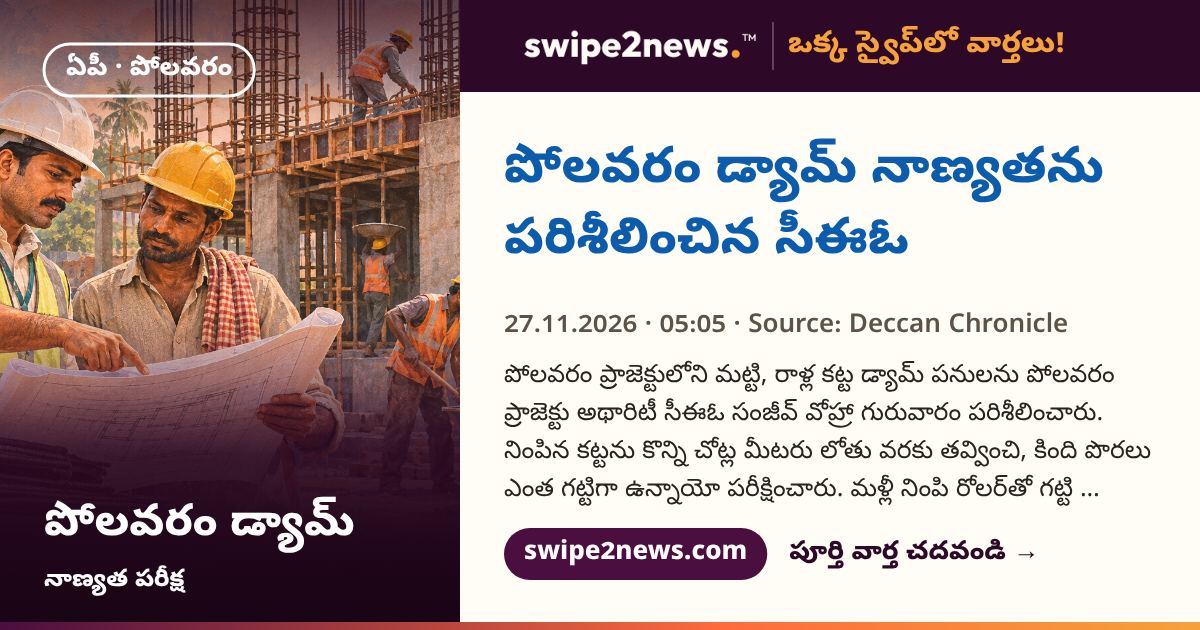 ఏపీ · పోలవరం
పోలవరం డ్యామ్
నాణ్యత పరీక్ష
swipe2news.™ ఒక్క స్వైప్‌లో వార్తలు!
పోలవరం డ్యామ్ నాణ్యతను
పరిశీలించిన సీఈఓ
27.11.2026 · 05:05 · Source: Deccan Chronicle
పోలవరం ప్రాజెక్టులోని మట్టి, రాళ్ల కట్ట డ్యామ్ పనులను పోలవరం
ప్రాజెక్టు అథారిటీ సీఈఓ సంజీవ్ వోహ్రా గురువారం పరిశీలించారు.
నింపిన కట్టను కొన్ని చోట్ల మీటరు లోతు వరకు తవ్వించి, కింది పొరలు
ఎంత గట్టిగా ఉన్నాయో పరీక్షించారు. మళ్లీ నింపి రోలర్‌తో గట్టి ...
swipe2news.com పూర్తి వార్త చదవండి →